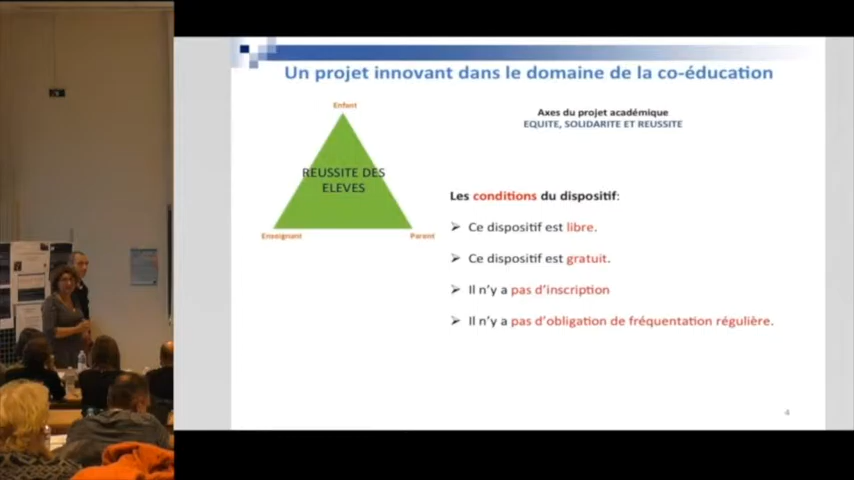 Un projet innovant dans le domaine de la co-éducation
Enfant
REUSSITE DES
ELEVES
Enseignant
Parent
Axes du projet académique
EQUITE, SOLIDARITE ET REUSSITE
Les conditions du dispositif:
Ce dispositif est libre.
Ce dispositif est gratuit.
Il n'y a pas d'inscription
Il n'y a pas d'obligation de fréquentation régulière.
4